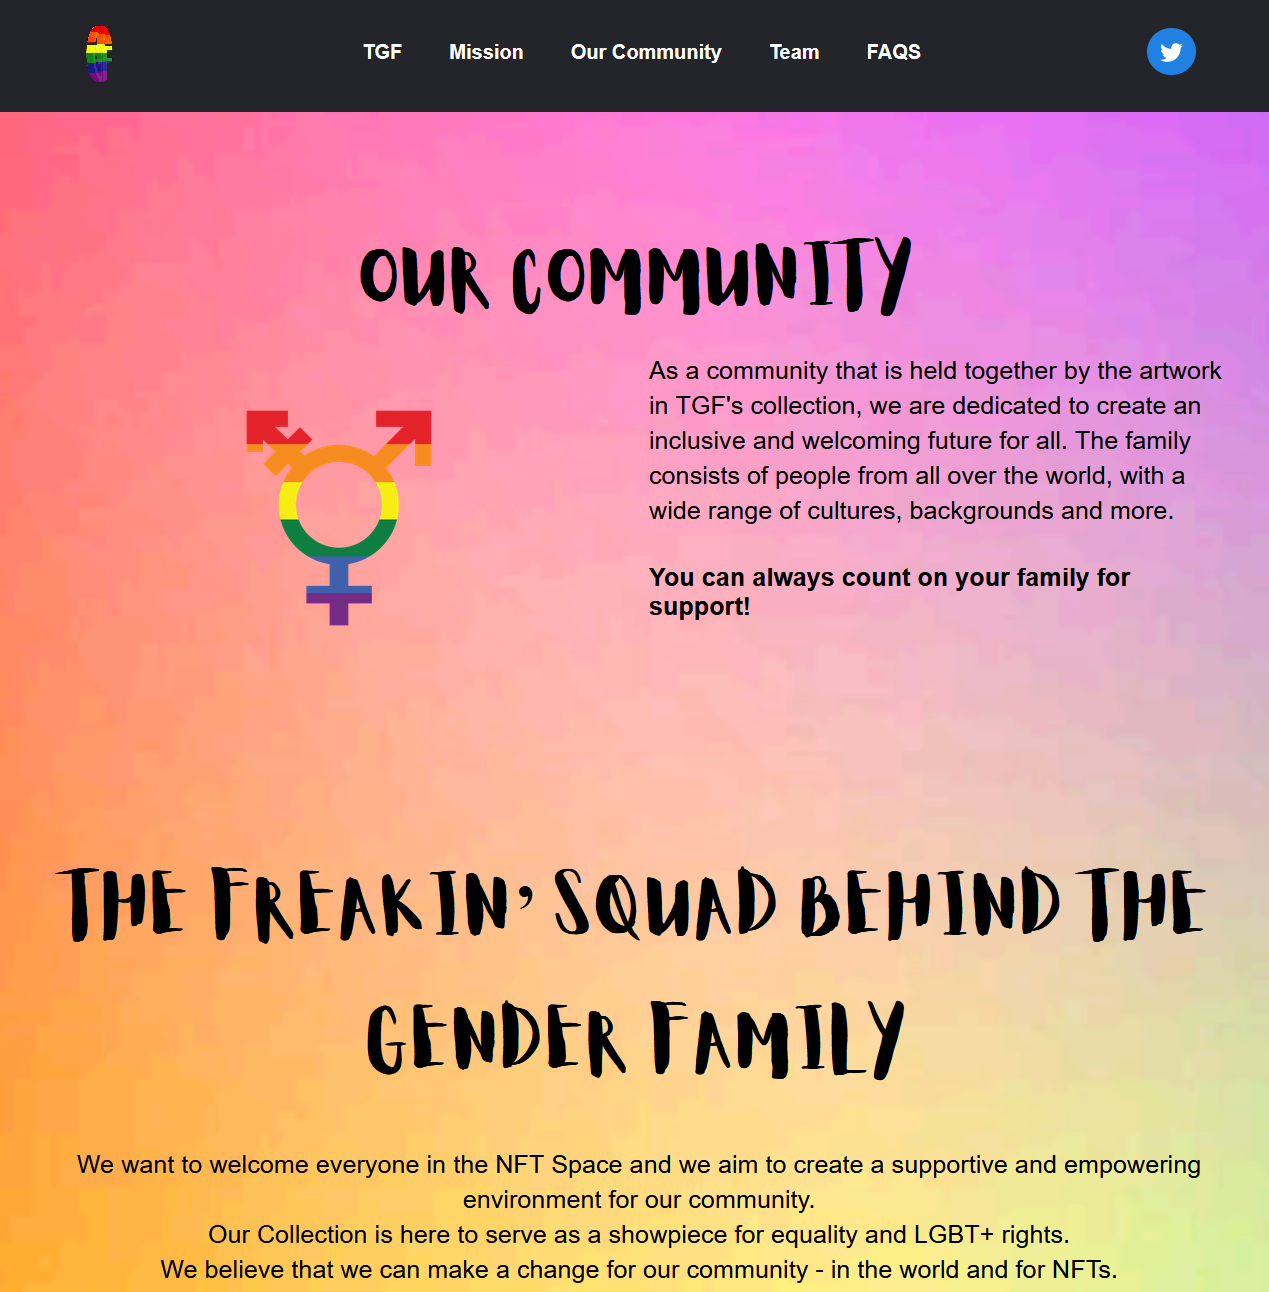 TGF Mission Our Community Team FAQS
OUR COMMUNITY
As a community that is held together by the artwork
in TGF's collection, we are dedicated to create an
inclusive and welcoming future for all. The family
consists of people from all over the world, with a
wide range of cultures, backgrounds and more.
You can always count on your family for
support!
THE FREAKIN' SQUAD BEHIND THE
GENDER FAMILY
We want to welcome everyone in the NFT Space and we aim to create a supportive and empowering
environment for our community.
Our Collection is here to serve as a showpiece for equality and LGBT+ rights.
We believe that we can make a change for our community - in the world and for NFTs.